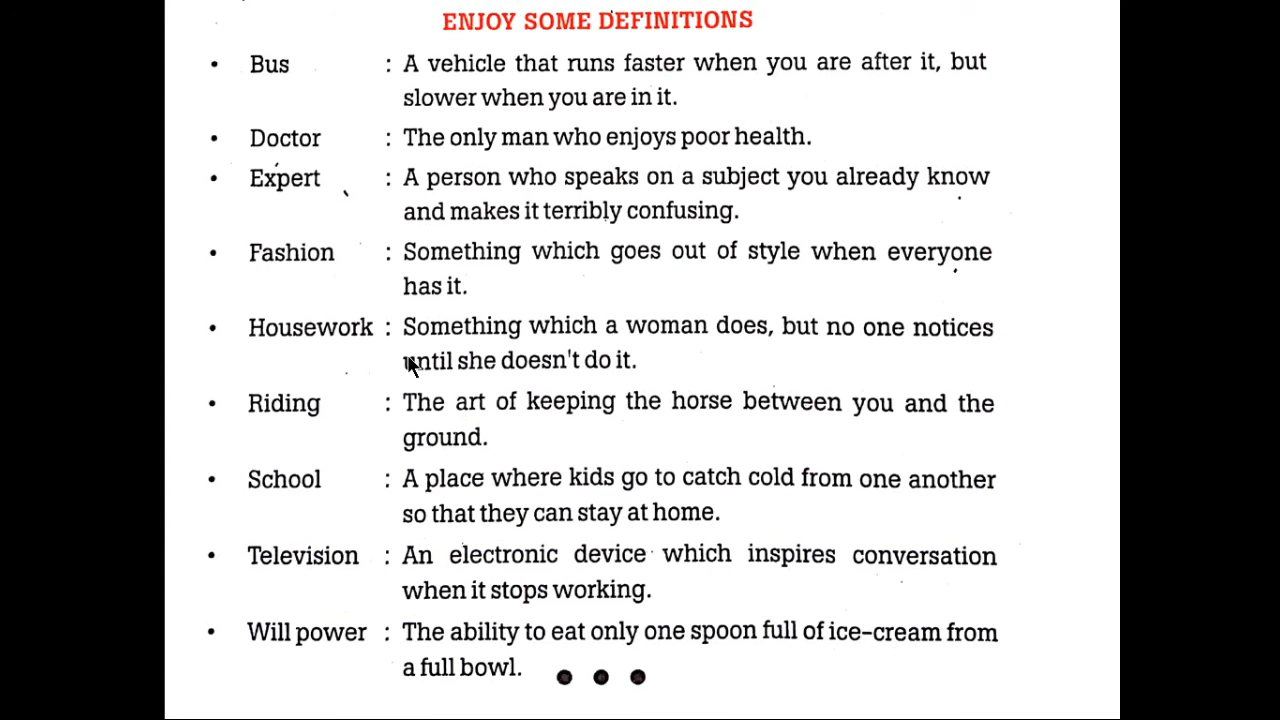 ENJOY SOME DEFINITIONS
• Bus : A vehicle that runs faster when you are after it, but
slower when you are in it.
• Doctor : The only man who enjoys poor health.
• Expert : A person who speaks on a subject you already know
and makes it terribly confusing.
• Fashion : Something which goes out of style when everyone
has it.
• Housework : Something which a woman does, but no one notices
until she doesn't do it.
• Riding : The art of keeping the horse between you and the
ground.
• School : A place where kids go to catch cold from one another
so that they can stay at home.
• Television : An electronic device which inspires conversation
when it stops working.
• Will power : The ability to eat only one spoon full of ice-cream from
a full bowl.